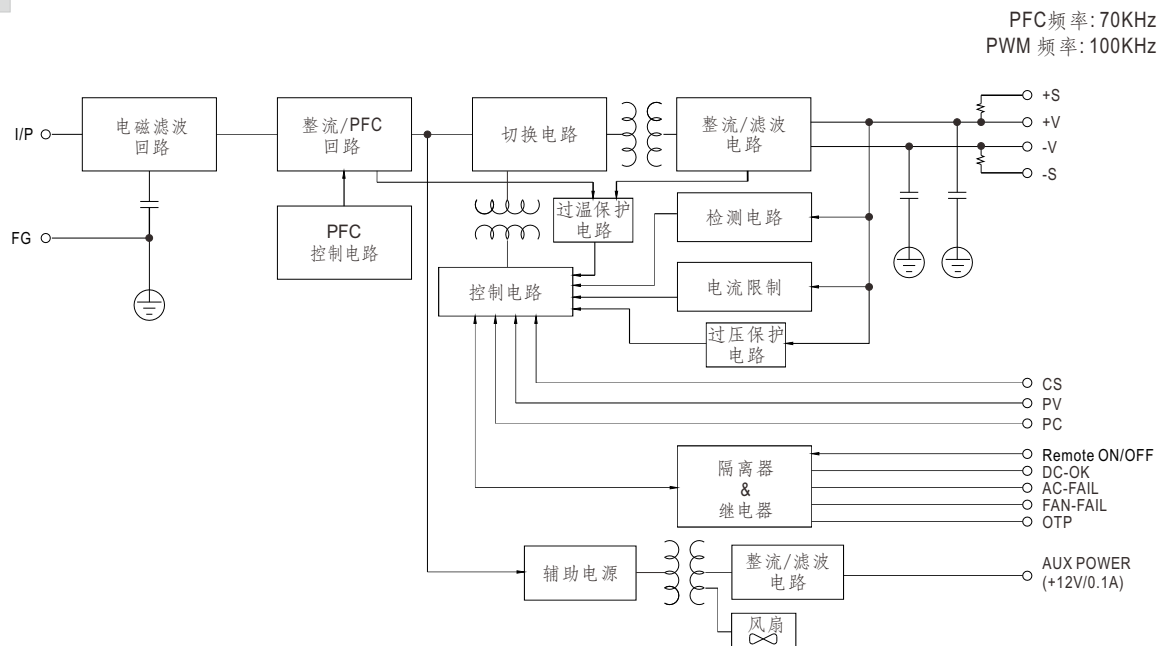 PFC频率: 70KHz
PWM 频率: 100KHz
I/P
电磁滤波
回路
整流/PFC
回路
切换电路
整流/滤波
电路
+S
+V
-V
-S
FG
PFC
控制电路
过温保护
电路
检测电路
控制电路
电流限制
过压保护
电路
CS
PV
PC
隔离器
&
继电器
Remote ON/OFF
DC-OK
AC-FAIL
FAN-FAIL
OTP
辅助电源
整流/滤波
电路
AUX POWER
(+12V/0.1A)
风扇